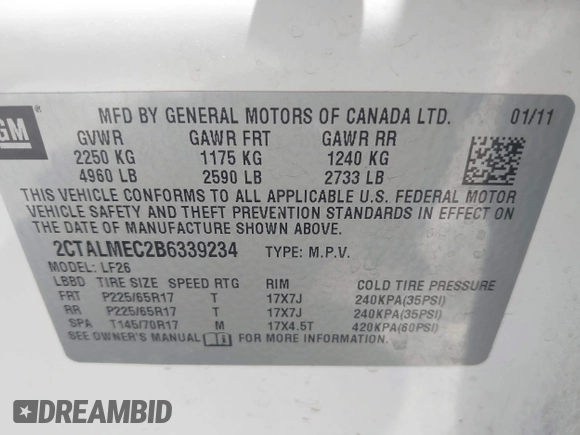 GM
®
MFD BY GENERAL MOTORS OF CANADA LTD. 01/11
GVWR GAWR FRT GAWR RR
2250 KG 1175 KG 1240 KG
4960 LB 2590 LB 2733 LB
THIS VEHICLE CONFORMS TO ALL APPLICABLE U.S. FEDERAL MOTOR
VEHICLE SAFETY AND THEFT PREVENTION STANDARDS IN EFFECT ON
THE DATE OF MANUFACTURE SHOWN ABOVE.
2CTALMEC2B6339234 TYPE: M.P.V.
MODEL: LF26
LBBD TIRE SIZE SPEED RTG RIM COLD TIRE PRESSURE
FRT P225/65R17 T 17X7J 240KPA(35PSI)
RR P225/65R17 T 17X7J 240KPA(35PSI)
SPA T145/70R17 M 17X4.5T 420KPA(60PSI)
SEE OWNER'S MANUAL FOR MORE INFORMATION.
DREAMBID